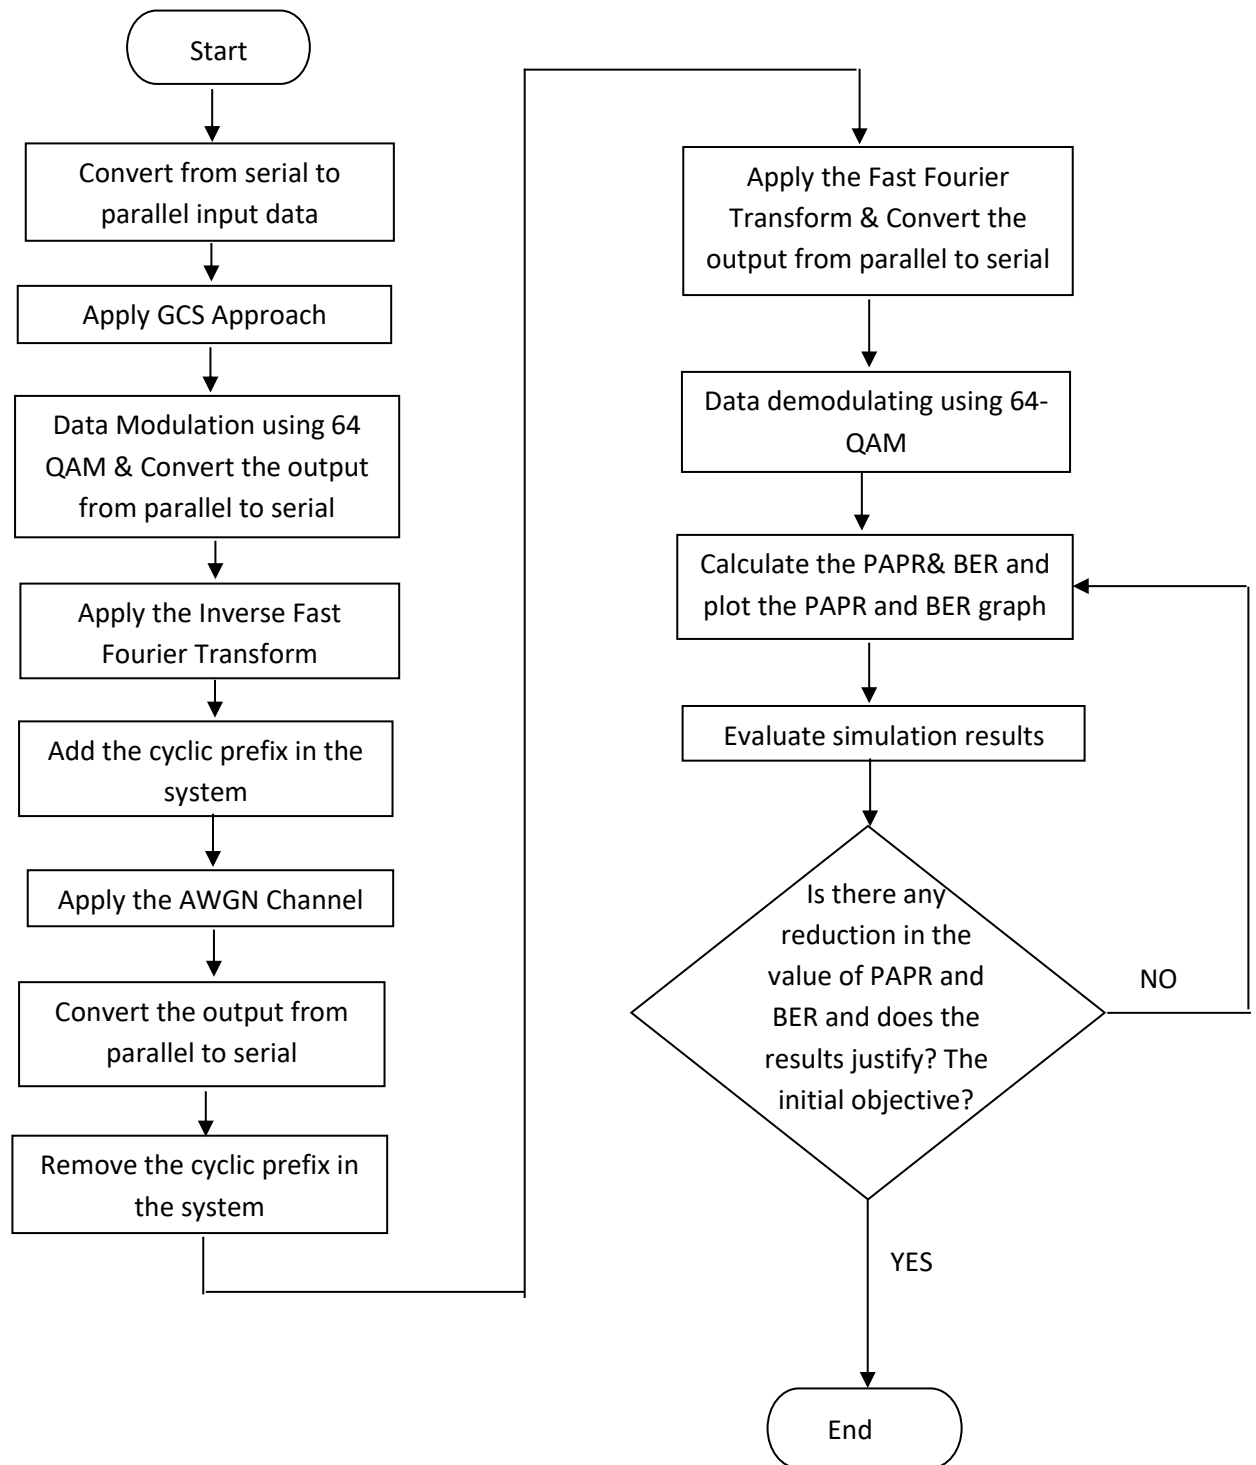 Start
Convert from serial to
parallel input data
Apply GCS Approach
Data Modulation using 64
QAM & Convert the output
from parallel to serial
Apply the Inverse Fast
Fourier Transform
Add the cyclic prefix in the
system
Apply the AWGN Channel
Convert the output from
parallel to serial
Remove the cyclic prefix in
the system
Apply the Fast Fourier
Transform & Convert the
output from parallel to serial
Data demodulating using 64-
QAM
Calculate the PAPR& BER and
plot the PAPR and BER graph
Evaluate simulation results
Is there any
reduction in the
value of PAPR and
BER and does the
results justify? The
initial objective?
NO
YES
End